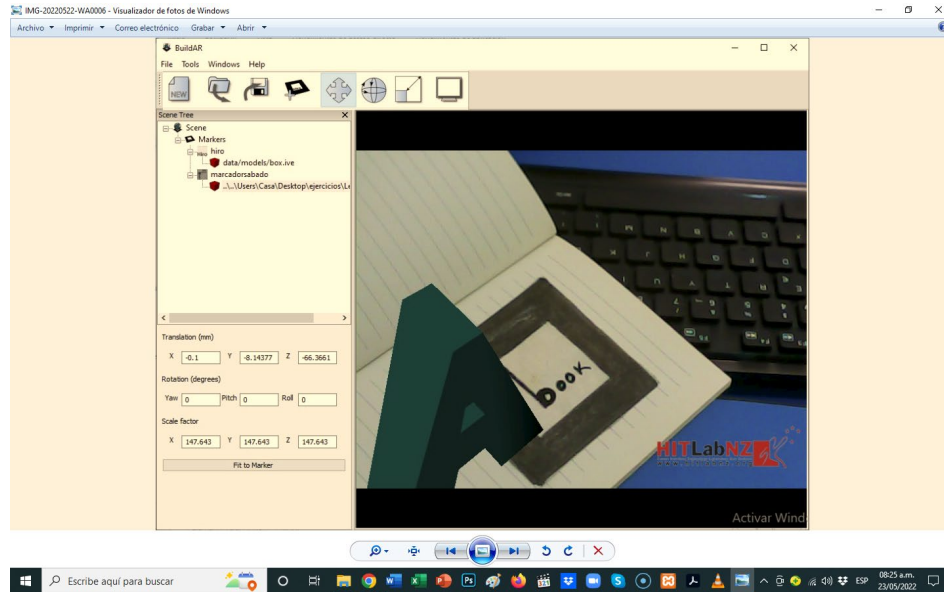 IMG-20220522-WA0006 - Visualizador de fotos de Windows
Archivo Imprimir Correo electrónico Grabar Abrir
BuildAR
File Tools Windows Help
NEW
Scene Tree
Scene
Markers
hiro
data/models/box.ive
marcadorsabado
..\..\Users\Casa\Desktop\ejercicios\Le
Translation (mm)
X -0.1 Y -8.14377 Z -66.3661
Rotation (degrees)
Yaw 0 Pitch 0 Roll 0
Scale factor
X 147.643 Y 147.643 Z 147.643
Fit to Marker
A
book
HITLabNZ
Activar Wind
Escribe aquí para buscar
ESP
08:25 a.m.
23/05/2022